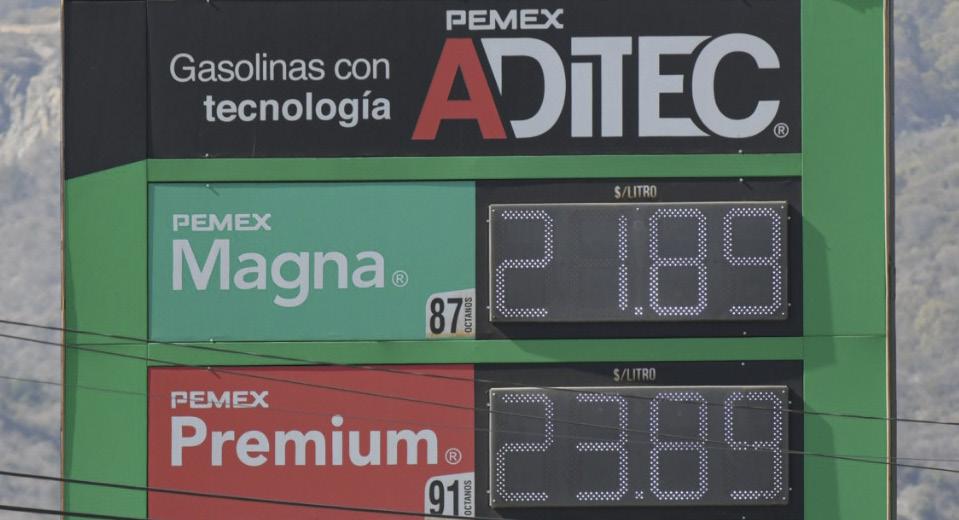 PEMEX
Gasolinas con
tecnología
ADITEC®
$/LITRO
PEMEX
Magna®
87
OCTANOS
21.89
$/LITRO
PEMEX
Premium®
91
OCTANOS
23.89